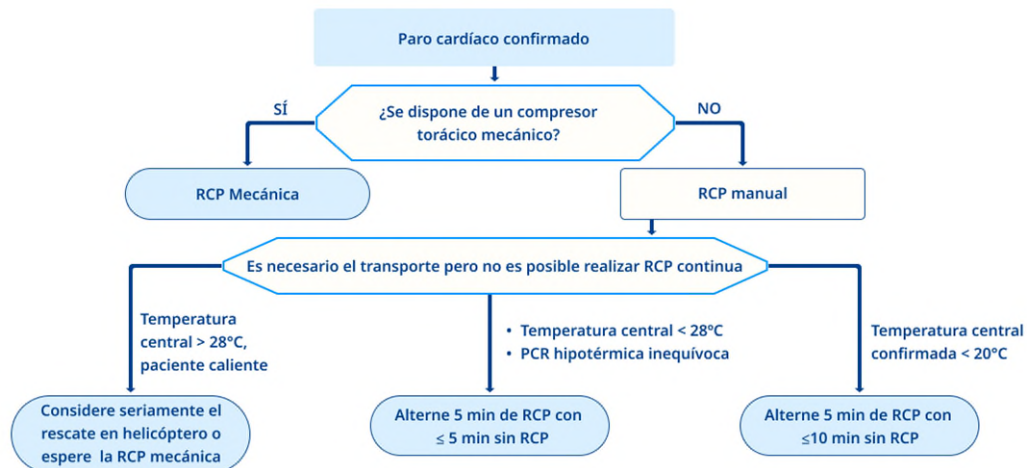 Paro cardíaco confirmado
¿Se dispone de un compresor
torácico mecánico?
SÍ
NO
RCP Mecánica
RCP manual
Es necesario el transporte pero no es posible realizar RCP continua
Temperatura
central > 28°C,
paciente caliente
• Temperatura central < 28°C
• PCR hipotérmica inequívoca
Temperatura central
confirmada < 20°C
Considere seriamente el
rescate en helicóptero o
espere la RCP mecánica
Alterne 5 min de RCP con
≤ 5 min sin RCP
Alterne 5 min de RCP con
≤10 min sin RCP